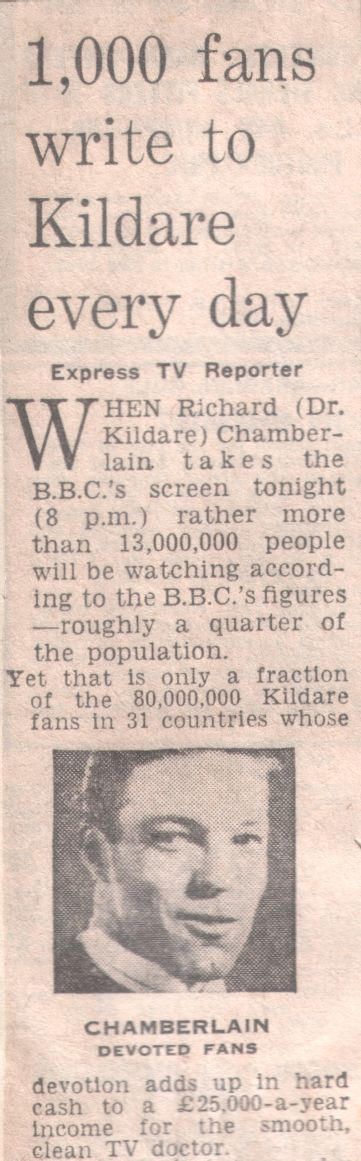 1,000 fans
write to
Kildare
every day
Express TV Reporter
WHEN Richard (Dr.
Kildare) Chamber-
lain takes the
B.B.C.'s screen tonight
(8 p.m.) rather more
than 13,000,000 people
will be watching accord-
ing to the B.B.C.'s figures
—roughly a quarter of
the population.
Yet that is only a fraction
of the 80,000,000 Kildare
fans in 31 countries whose
CHAMBERLAIN
DEVOTED FANS
devotion adds up in hard
cash to a £25,000-a-year
income for the smooth,
clean TV doctor.